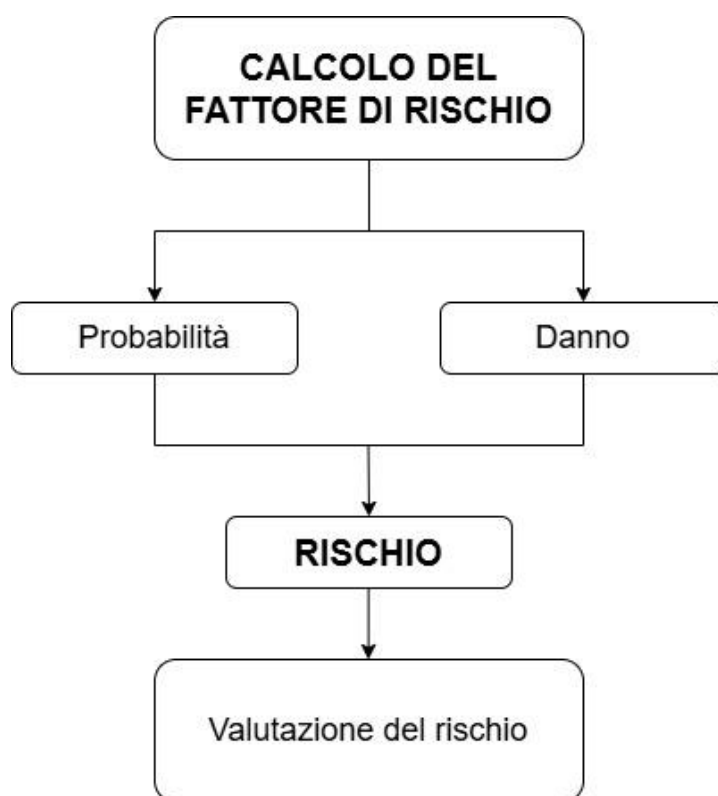 CALCOLO DEL
FATTORE DI RISCHIO
Probabilità
Danno
RISCHIO
Valutazione del rischio